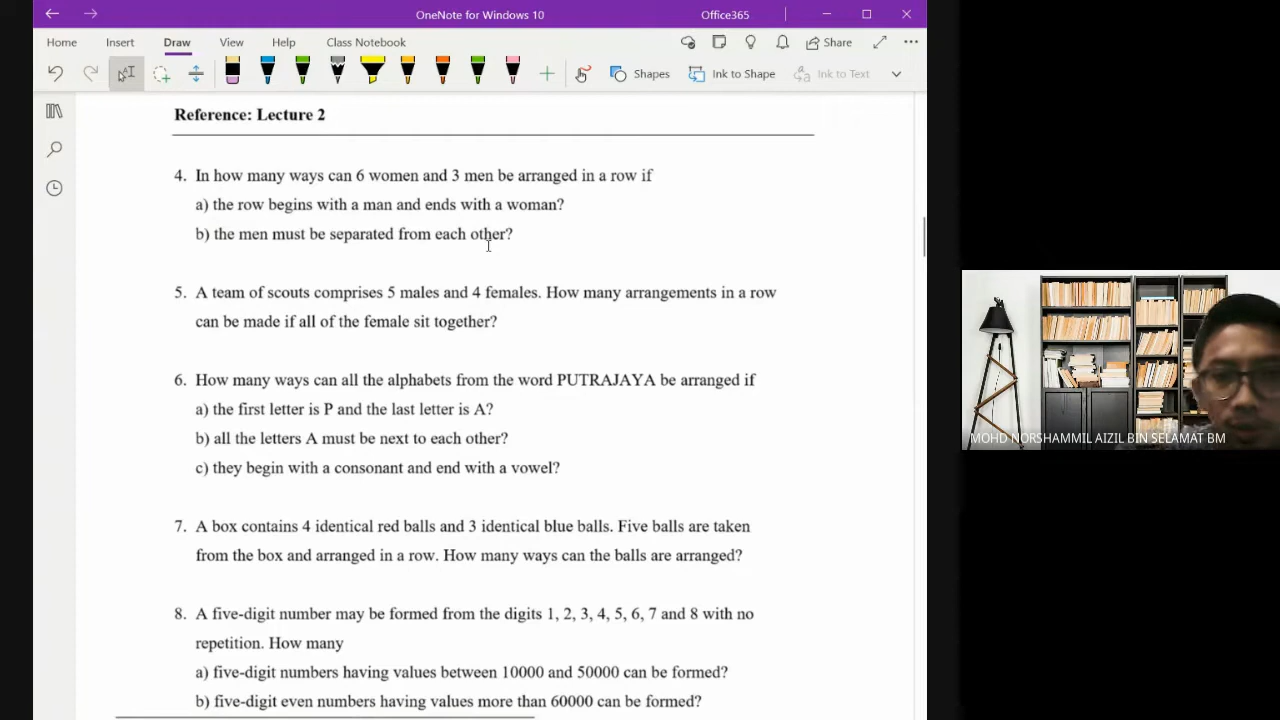 OneNote for Windows 10
Office365
Home Insert Draw View Help Class Notebook
Share
Shapes Ink to Shape Ink to Text
Reference: Lecture 2
4. In how many ways can 6 women and 3 men be arranged in a row if
a) the row begins with a man and ends with a woman?
b) the men must be separated from each other?
5. A team of scouts comprises 5 males and 4 females. How many arrangements in a row
can be made if all of the female sit together?
6. How many ways can all the alphabets from the word PUTRAJAYA be arranged if
a) the first letter is P and the last letter is A?
b) all the letters A must be next to each other?
c) they begin with a consonant and end with a vowel?
7. A box contains 4 identical red balls and 3 identical blue balls. Five balls are taken
from the box and arranged in a row. How many ways can the balls are arranged?
8. A five-digit number may be formed from the digits 1, 2, 3, 4, 5, 6, 7 and 8 with no
repetition. How many
a) five-digit numbers having values between 10000 and 50000 can be formed?
b) five-digit even numbers having values more than 60000 can be formed?
MOHD NORSHAMMIL AIZIL BIN SELAMAT BM